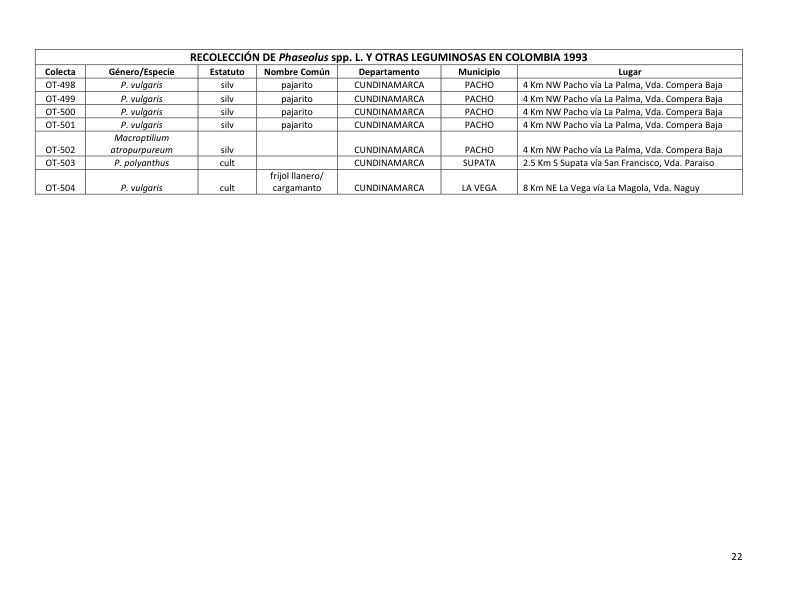 RECOLECCIÓN DE Phaseolus spp. L. Y OTRAS LEGUMINOSAS EN COLOMBIA 1993
Colecta Género/Especie Estatuto Nombre Común Departamento Municipio Lugar
OT-498 P. vulgaris silv pajarito CUNDINAMARCA PACHO 4 Km NW Pacho vía La Palma, Vda. Compera Baja
OT-499 P. vulgaris silv pajarito CUNDINAMARCA PACHO 4 Km NW Pacho vía La Palma, Vda. Compera Baja
OT-500 P. vulgaris silv pajarito CUNDINAMARCA PACHO 4 Km NW Pacho vía La Palma, Vda. Compera Baja
OT-501 P. vulgaris silv pajarito CUNDINAMARCA PACHO 4 Km NW Pacho vía La Palma, Vda. Compera Baja
Macroptilium
OT-502 atropurpureum silv CUNDINAMARCA PACHO 4 Km NW Pacho vía La Palma, Vda. Compera Baja
OT-503 P. polyanthus cult CUNDINAMARCA SUPATA 2.5 Km S Supata vía San Francisco, Vda. Paraiso
fríjol llanero/
OT-504 P. vulgaris cult cargamanto CUNDINAMARCA LA VEGA 8 Km NE La Vega vía La Magola, Vda. Naguy
22